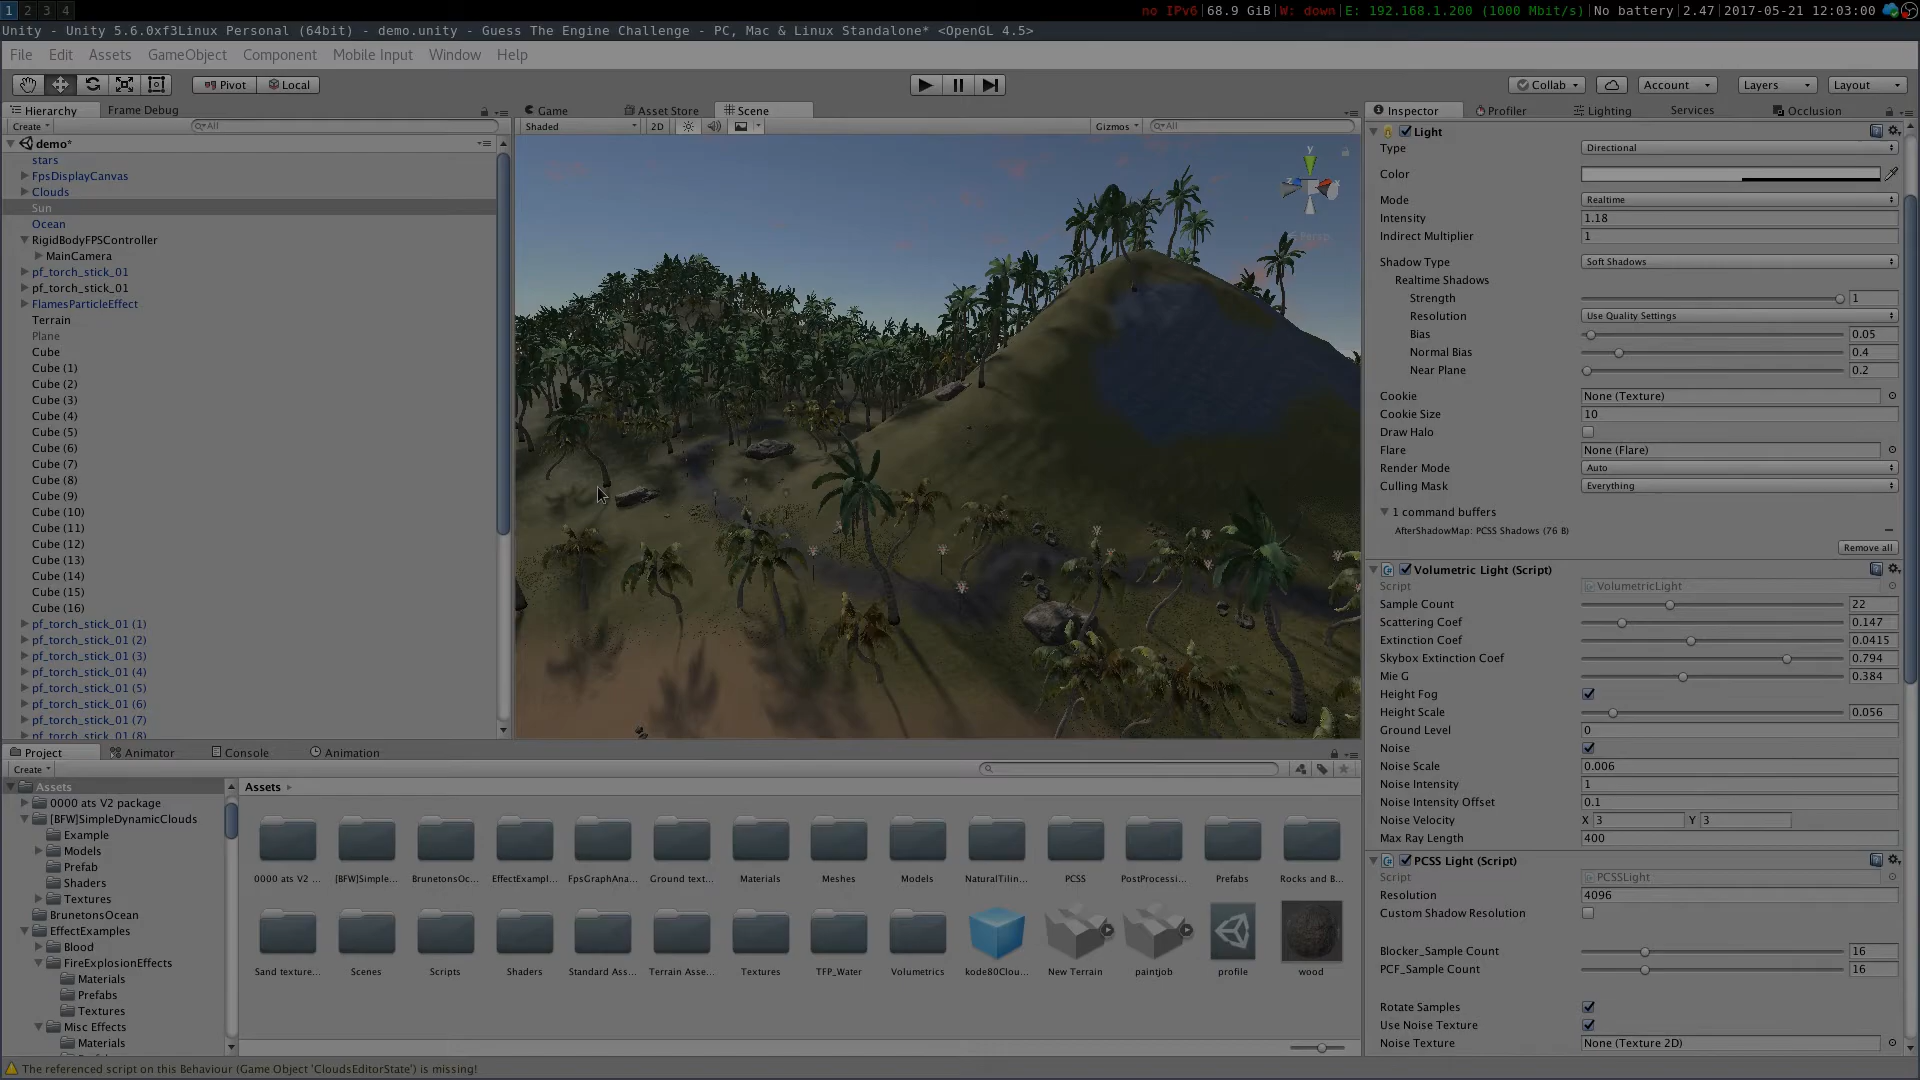 1 2 3 4
no IPv6|68.9 GiB|W: down|E: 192.168.1.200 (1000 Mbit/s)|No battery|2.47|2017-05-21 12:03:00
Unity - Unity 5.6.0xf3Linux Personal (64bit) - demo.unity - Guess The Engine Challenge - PC, Mac & Linux Standalone* <OpenGL 4.5>
File Edit Assets GameObject Component Mobile Input Window Help
Pivot Local Collab Account Layers Layout
Hierarchy Frame Debug
Create All
demo*
stars
FpsDisplayCanvas
Clouds
Sun
Ocean
RigidBodyFPSController
MainCamera
pf_torch_stick_01
pf_torch_stick_01
FlamesParticleEffect
Terrain
Plane
Cube
Cube (1)
Cube (2)
Cube (3)
Cube (4)
Cube (5)
Cube (6)
Cube (7)
Cube (8)
Cube (9)
Cube (10)
Cube (11)
Cube (12)
Cube (13)
Cube (14)
Cube (15)
Cube (16)
pf_torch_stick_01 (1)
pf_torch_stick_01 (2)
pf_torch_stick_01 (3)
pf_torch_stick_01 (4)
pf_torch_stick_01 (5)
pf_torch_stick_01 (6)
pf_torch_stick_01 (7)
pf_torch_stick_01 (8)
Game Asset Store Scene
Shaded 2D Gizmos All
y
z x
Persp
Inspector Profiler Lighting Services Occlusion
Light
Type Directional
Color
Mode Realtime
Intensity 1.18
Indirect Multiplier 1
Shadow Type Soft Shadows
Realtime Shadows
Strength 1
Resolution Use Quality Settings
Bias 0.05
Normal Bias 0.4
Near Plane 0.2
Cookie None (Texture)
Cookie Size 10
Draw Halo
Flare None (Flare)
Render Mode Auto
Culling Mask Everything
1 command buffers
AfterShadowMap: PCSS Shadows (76 B)
Remove all
Volumetric Light (Script)
Script VolumetricLight
Sample Count 22
Scattering Coef 0.147
Extinction Coef 0.0415
Skybox Extinction Coef 0.794
Mie G 0.384
Height Fog
Height Scale 0.056
Ground Level 0
Noise
Noise Scale 0.006
Noise Intensity 1
Noise Intensity Offset 0.1
Noise Velocity X 3 Y 3
Max Ray Length 400
PCSS Light (Script)
Script PCSSLight
Resolution 4096
Custom Shadow Resolution
Blocker_Sample Count 16
PCF_Sample Count 16
Rotate Samples
Use Noise Texture
Noise Texture None (Texture 2D)
Project Animator Console Animation
Create
Assets
0000 ats V2 package
[BFW]SimpleDynamicClouds
Example
Models
Prefab
Shaders
Textures
BrunetonsOcean
EffectExamples
Blood
FireExplosionEffects
Materials
Prefabs
Textures
Misc Effects
Materials
Assets
0000 ats V2 ... [BFW]Simple... BrunetonsOc... EffectExampl... FpsGraphAna... Ground text... Materials Meshes Models NaturalTilin... PCSS PostProcessi... Prefabs Rocks and B...
Sand texture... Scenes Scripts Shaders Standard Ass... Terrain Asse... Textures TFP_Water Volumetrics kode80Clou... New Terrain paintjob profile wood
The referenced script on this Behaviour (Game Object 'CloudsEditorState') is missing!